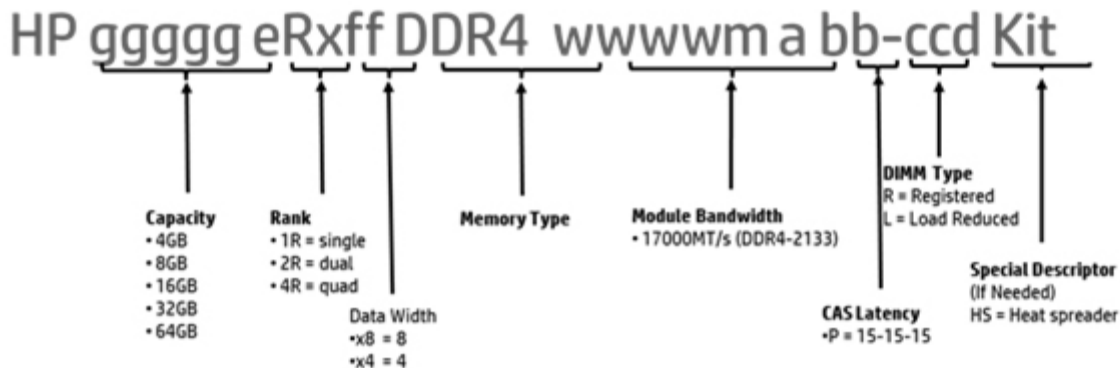 HP ggggg eRxff DDR4 wwwwm a bb-ccd Kit
Capacity
• 4GB
• 8GB
• 16GB
• 32GB
• 64GB
Rank
• 1R = single
• 2R = dual
• 4R = quad
Data Width
•x8 = 8
•x4 = 4
Memory Type
Module Bandwidth
• 17000MT/s (DDR4-2133)
CAS Latency
•P = 15-15-15
DIMM Type
R = Registered
L = Load Reduced
Special Descriptor
(If Needed)
HS = Heat spreader